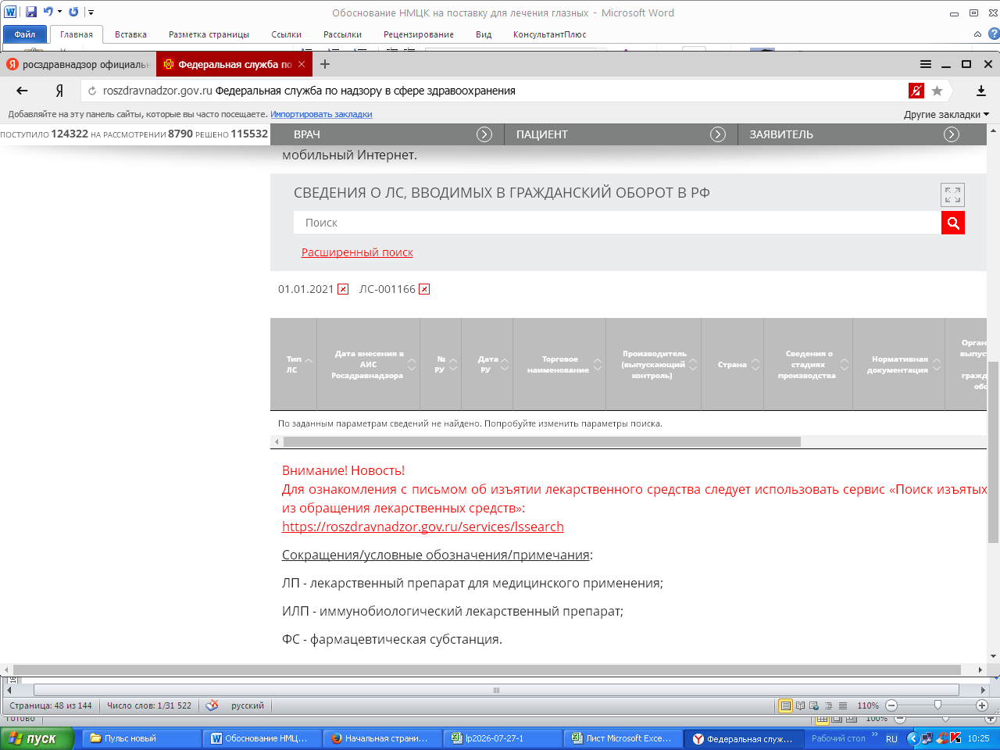 Обоснование НМЦК на поставку для лечения глазных - Microsoft Word
Файл Главная Вставка Разметка страницы Ссылки Рассылки Рецензирование Вид КонсультантПлюс
росздравнадзор официальн Федеральная служба по
roszdravnadzor.gov.ru Федеральная служба по надзору в сфере здравоохранения
Добавляйте на эту панель сайты, которые вы часто посещаете. Импортировать закладки Другие закладки
ПОСТУПИЛО 124322 НА РАССМОТРЕНИИ 8790 РЕШЕНО 115532 ВРАЧ ПАЦИЕНТ ЗАЯВИТЕЛЬ
мобильный Интернет.
СВЕДЕНИЯ О ЛС, ВВОДИМЫХ В ГРАЖДАНСКИЙ ОБОРОТ В РФ
Поиск
Расширенный поиск
01.01.2021 ЛС-001166
Тип ЛС
Дата внесения в АИС Росздравнадзора
№ РУ
Дата РУ
Торговое наименование
Производитель (выпускающий контроль)
Страна
Сведения о стадиях производства
Нормативная документация
По заданным параметрам сведений не найдено. Попробуйте изменить параметры поиска.
Внимание! Новость!
Для ознакомления с письмом об изъятии лекарственного средства следует использовать сервис «Поиск изъятых
из обращения лекарственных средств»:
https://roszdravnadzor.gov.ru/services/lssearch
Сокращения/условные обозначения/примечания:
ЛП - лекарственный препарат для медицинского применения;
ИЛП - иммунобиологический лекарственный препарат;
ФС - фармацевтическая субстанция.
Страница: 48 из 144 Число слов: 1/31 522 русский 110%
Готово 100%
пуск Пульс новый Обоснование НМЦ... Начальная страни... lp2026-07-27-1 Лист Microsoft Exce... Федеральная служ... Рабочий стол RU 10:25